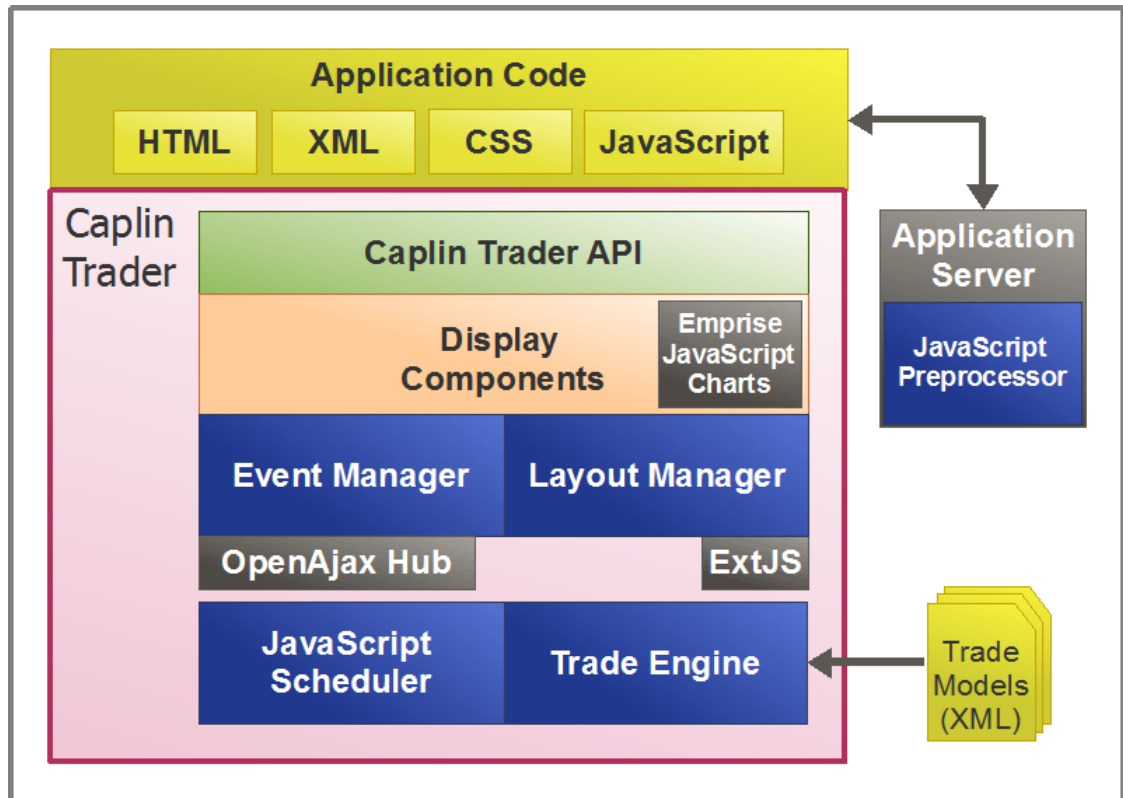 Application Code
HTML
XML
CSS
JavaScript
Caplin
Trader
Caplin Trader API
Display
Components
Emprise
JavaScript
Charts
Event Manager
Layout Manager
OpenAjax Hub
ExtJS
JavaScript
Scheduler
Trade Engine
Application
Server
JavaScript
Preprocessor
Trade
Models
(XML)